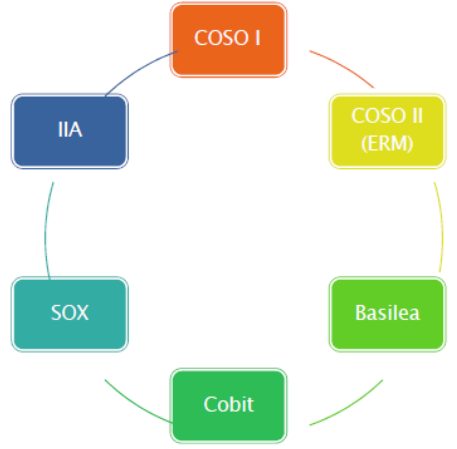 COSO I
COSO II
(ERM)
Basilea
Cobit
SOX
IIA